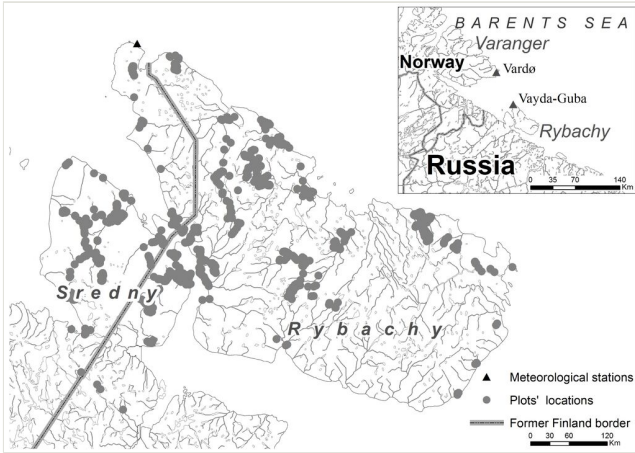 BARENTS SEA
Varanger
Norway
Vardø
Vayda-Guba
Rybachy
Russia
0 35 70 140
Km
Sredny
Rybachy
Meteorological stations
Plots' locations
Former Finland border
0 30 60 120
Km